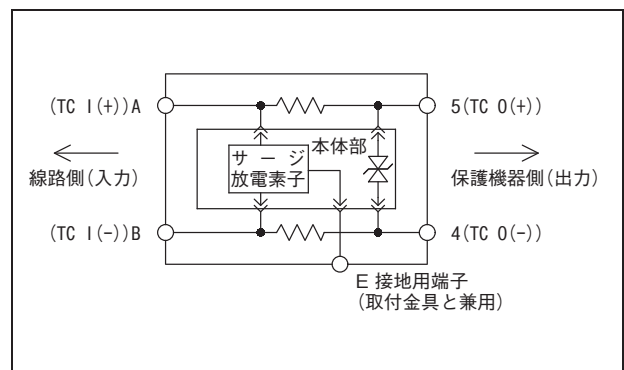 (TC I(+))A
5(TC O(+))
本体部
サージ
放電素子
線路側(入力)
保護機器側(出力)
(TC I(-))B
4(TC O(-))
E 接地用端子
(取付金具と兼用)